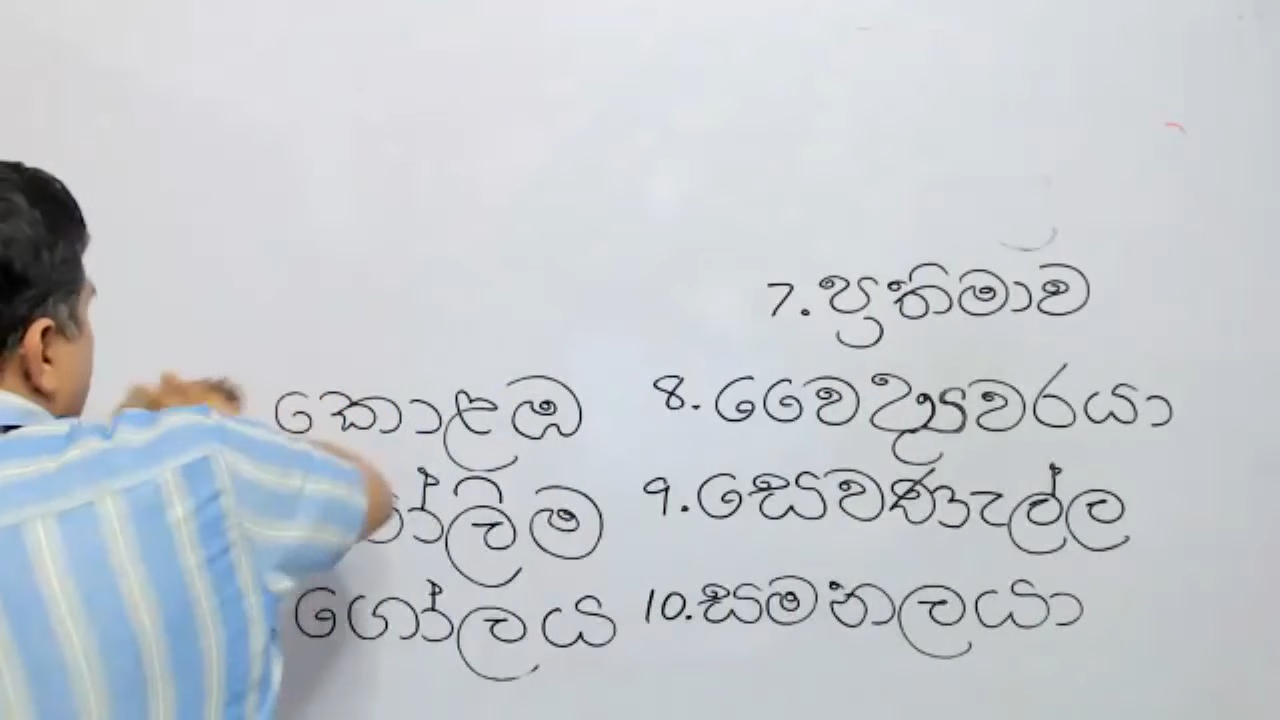 7. ප්‍රතිමාව
කොළඹ 8. වෛද්‍යවරයා
9. සෙවණැල්ල
ගෝලය 10. සමනලයා